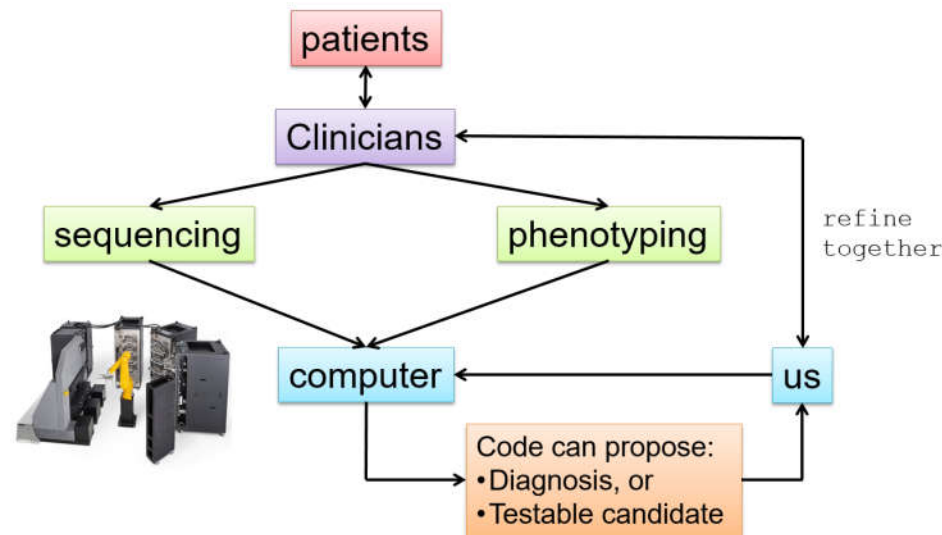 patients
Clinicians
sequencing
phenotyping
refine
together
computer
us
Code can propose:
•Diagnosis, or
•Testable candidate